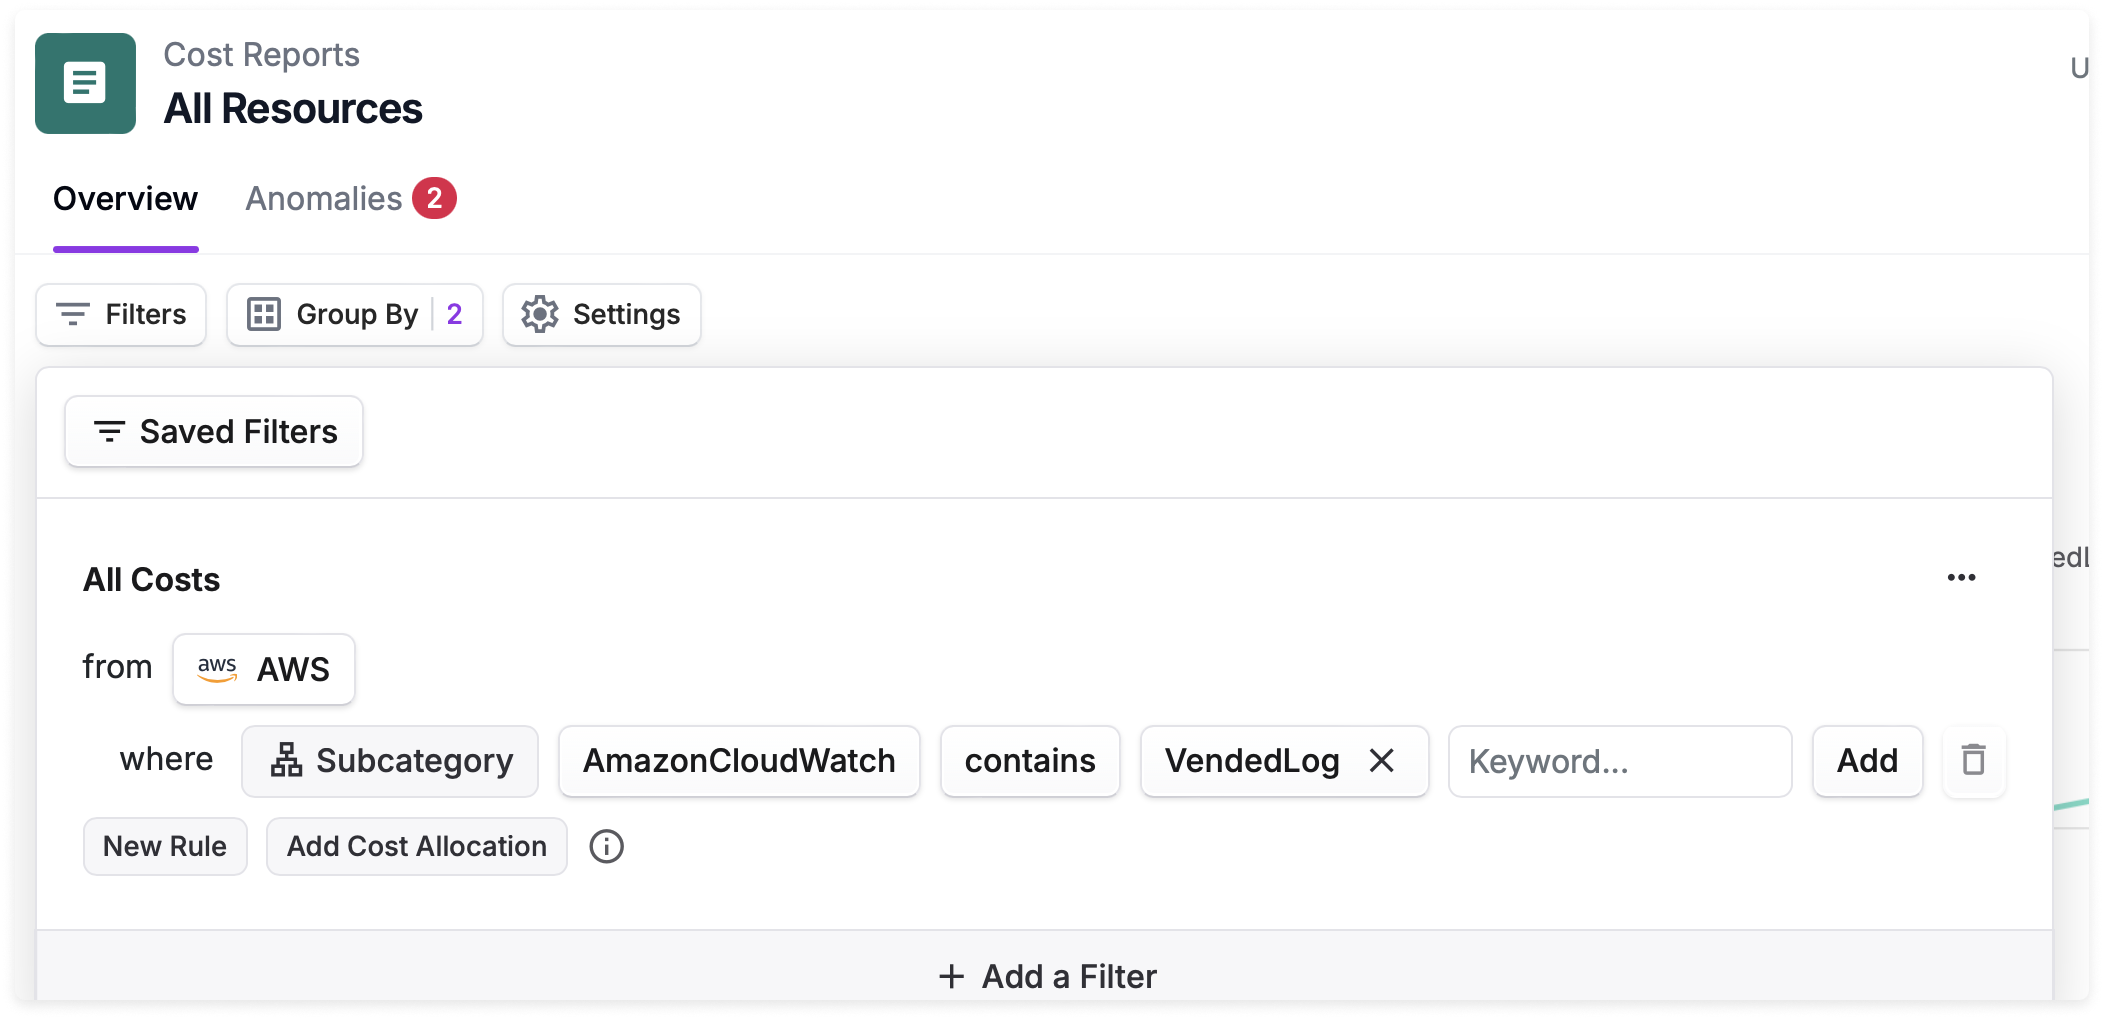 Cost Reports
All Resources
U
Overview
Anomalies 2
Filters
Group By 2
Settings
Saved Filters
All Costs
edL
from aws AWS
where Subcategory AmazonCloudWatch contains VendedLog Keyword... Add
New Rule Add Cost Allocation
+ Add a Filter